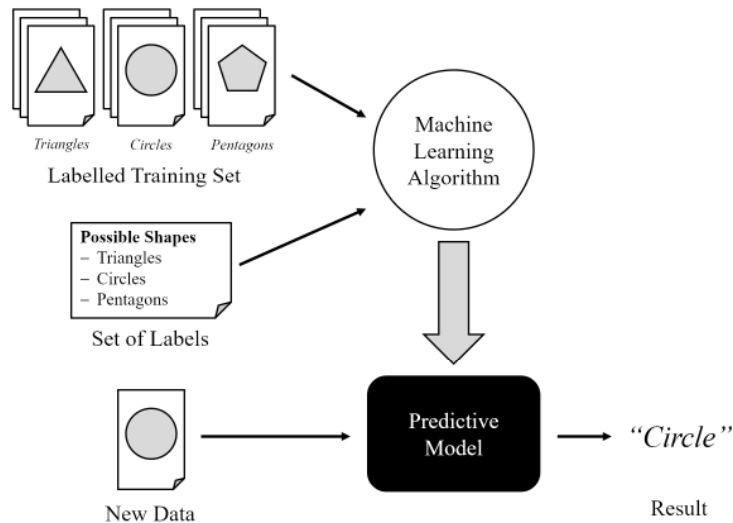 Triangles
Circles
Pentagons
Labelled Training Set
Machine
Learning
Algorithm
Possible Shapes
– Triangles
– Circles
– Pentagons
Set of Labels
Predictive
Model
“Circle”
New Data
Result